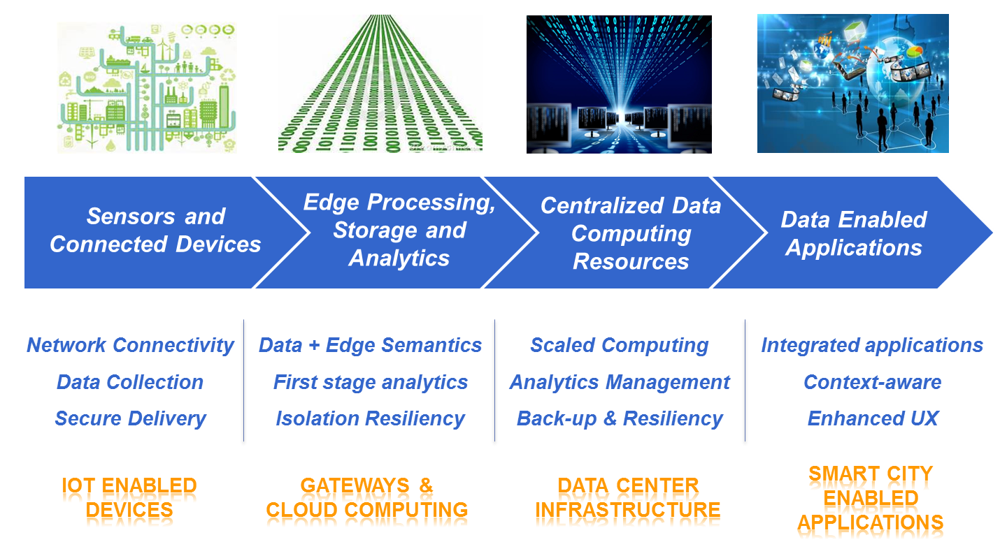 Sensors and
Connected Devices
Edge Processing,
Storage and
Analytics
Centralized Data
Computing
Resources
Data Enabled
Applications
Network Connectivity
Data Collection
Secure Delivery
Data + Edge Semantics
First stage analytics
Isolation Resiliency
Scaled Computing
Analytics Management
Back-up & Resiliency
Integrated applications
Context-aware
Enhanced UX
IOT ENABLED
DEVICES
GATEWAYS &
CLOUD COMPUTING
DATA CENTER
INFRASTRUCTURE
SMART CITY
ENABLED
APPLICATIONS